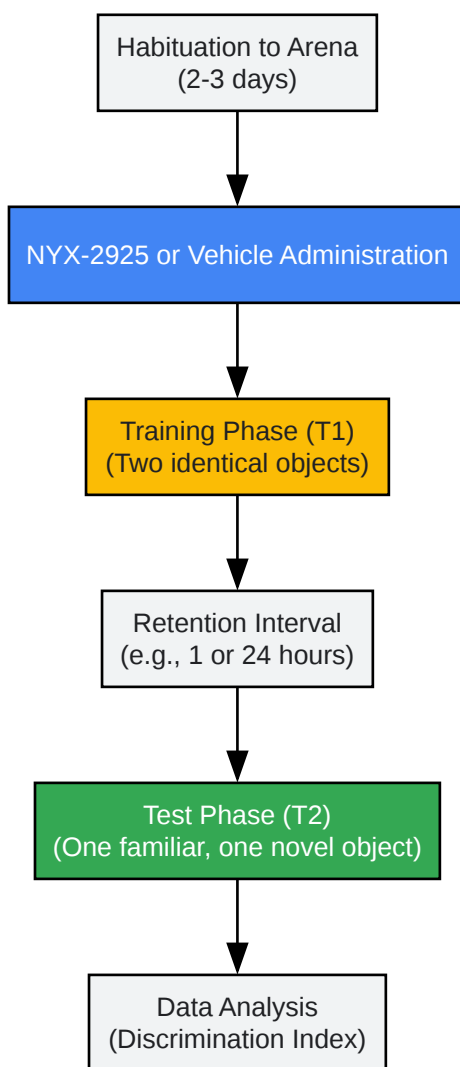 Habituation to Arena
(2-3 days)
NYX-2925 or Vehicle Administration
Training Phase (T1)
(Two identical objects)
Retention Interval
(e.g., 1 or 24 hours)
Test Phase (T2)
(One familiar, one novel object)
Data Analysis
(Discrimination Index)